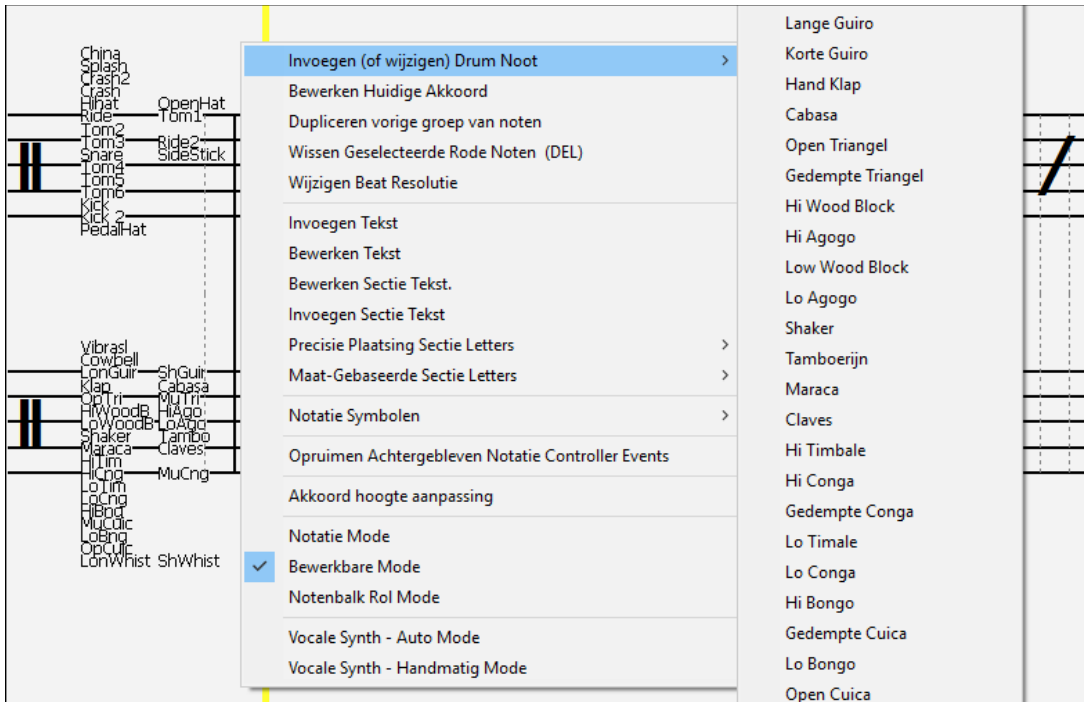 China
Splash
Crash2
Crash
Hihat OpenHat
Ride Tom1
Tom2
Tom3 Ride2
Snare SideStick
Tom4
Tom5
Tom6
Kick
Kick 2
PedalHat
Vibrasl
Cowbell
LonGuir ShGuir
Klap Cabasa
OpTri MuTri
HiWoodB HiAgo
LoWoodB LoAgo
Shaker Tambo
Maraca Claves
HiTim
HiCng MuCng
LoTim
LoCng
HiBng
MuCuic
LoBng
OpCuic
LonWhist ShWhist
Invoegen (of wijzigen) Drum Noot
Bewerken Huidige Akkoord
Dupliceren vorige groep van noten
Wissen Geselecteerde Rode Noten (DEL)
Wijzigen Beat Resolutie
Invoegen Tekst
Bewerken Tekst
Bewerken Sectie Tekst.
Invoegen Sectie Tekst
Precisie Plaatsing Sectie Letters
Maat-Gebaseerde Sectie Letters
Notatie Symbolen
Opruimen Achtergebleven Notatie Controller Events
Akkoord hoogte aanpassing
Notatie Mode
Bewerkbare Mode
Notenbalk Rol Mode
Vocale Synth - Auto Mode
Vocale Synth - Handmatig Mode
Lange Guiro
Korte Guiro
Hand Klap
Cabasa
Open Triangel
Gedempte Triangel
Hi Wood Block
Hi Agogo
Low Wood Block
Lo Agogo
Shaker
Tamboerijn
Maraca
Claves
Hi Timbale
Hi Conga
Gedempte Conga
Lo Timale
Lo Conga
Hi Bongo
Gedempte Cuica
Lo Bongo
Open Cuica